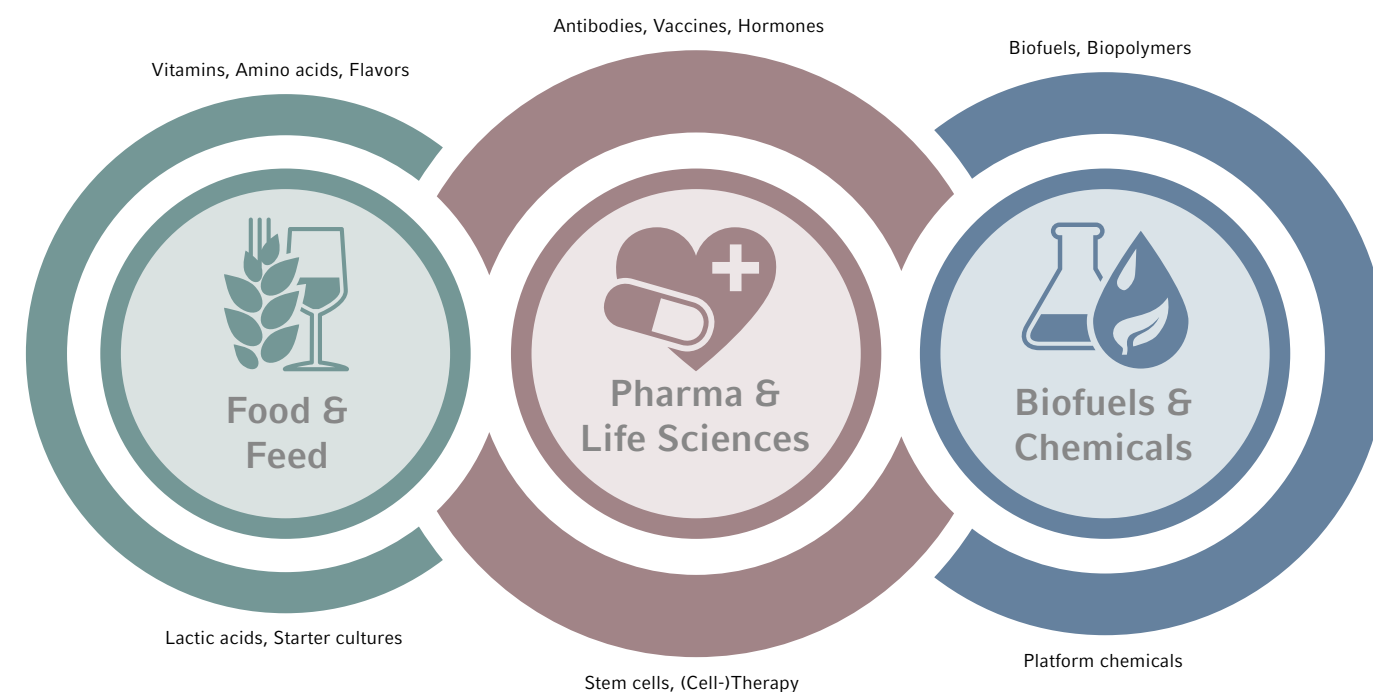 Antibodies, Vaccines, Hormones
Biofuels, Biopolymers
Vitamins, Amino acids, Flavors
Food &
Feed
Pharma &
Life Sciences
Biofuels &
Chemicals
Lactic acids, Starter cultures
Platform chemicals
Stem cells, (Cell-)Therapy